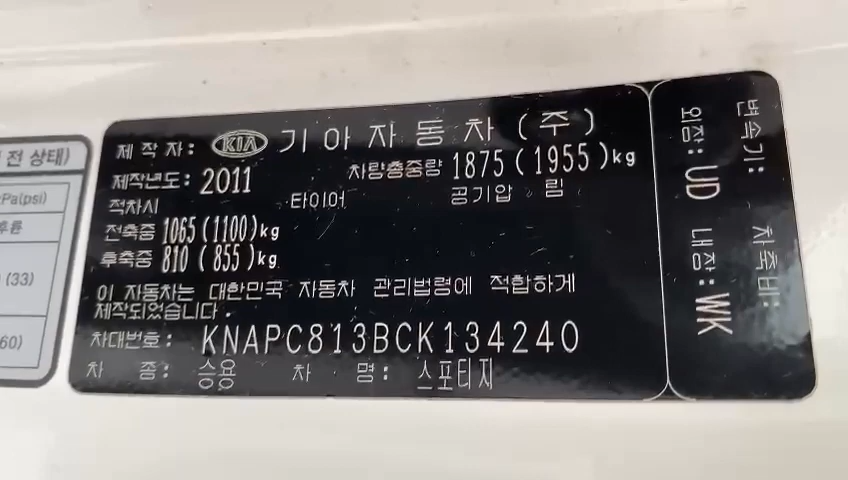 전 상태)
kPa(psi)
후륜
(33)
60)
제 작 자: KIA 기 아 자 동 차 ( 주 )
제작년도: 2011 차량총중량 1875 ( 1955 )kg
적차시 타이어 공기압 림
전축중 1065 (1100)kg
후축중 810 ( 855)kg
이 자동차는 대한민국 자동차 관리법령에 적합하게
제작되었습니다.
차대번호: KNAPC813BCK134240
차 종: 승용 차 명: 스포티지
변속기: 차축비:
외장: UD 내장: WK